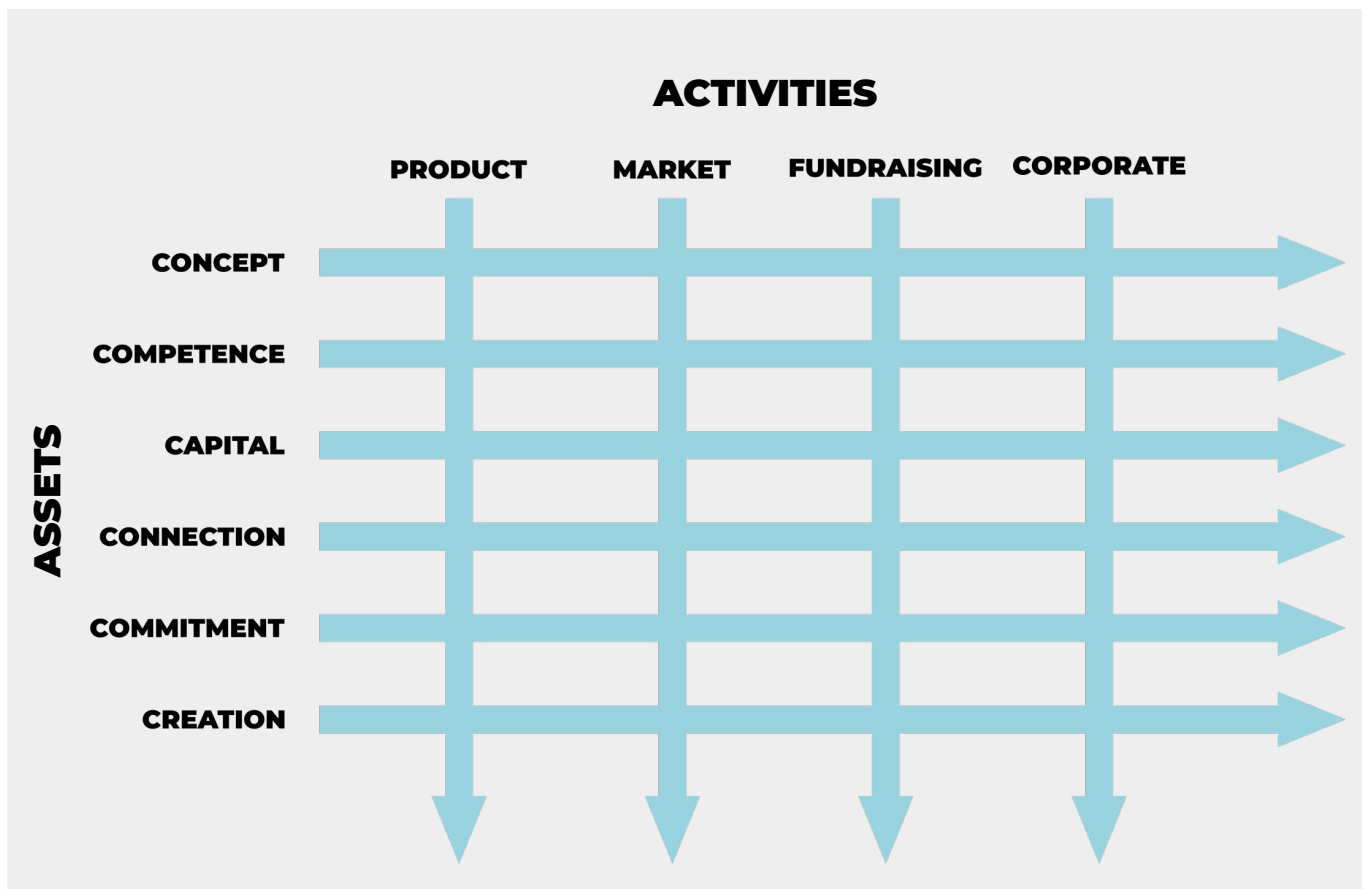 ACTIVITIES
PRODUCT MARKET FUNDRAISING CORPORATE
CONCEPT
COMPETENCE
CAPITAL
ASSETS
CONNECTION
COMMITMENT
CREATION